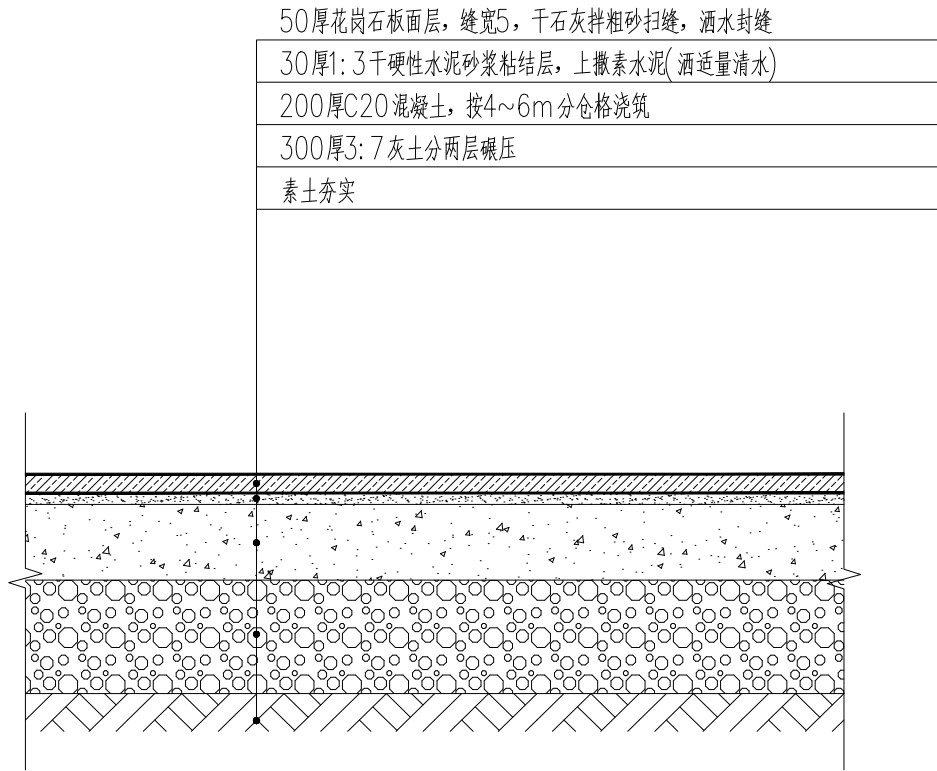 50厚花岗石板面层，缝宽5，干石灰拌粗砂扫缝，洒水封缝
30厚1:3干硬性水泥砂浆粘结层，上撒素水泥(洒适量清水)
200厚C20混凝土，按4~6m分仓格浇筑
300厚3:7灰土分两层碾压
素土夯实